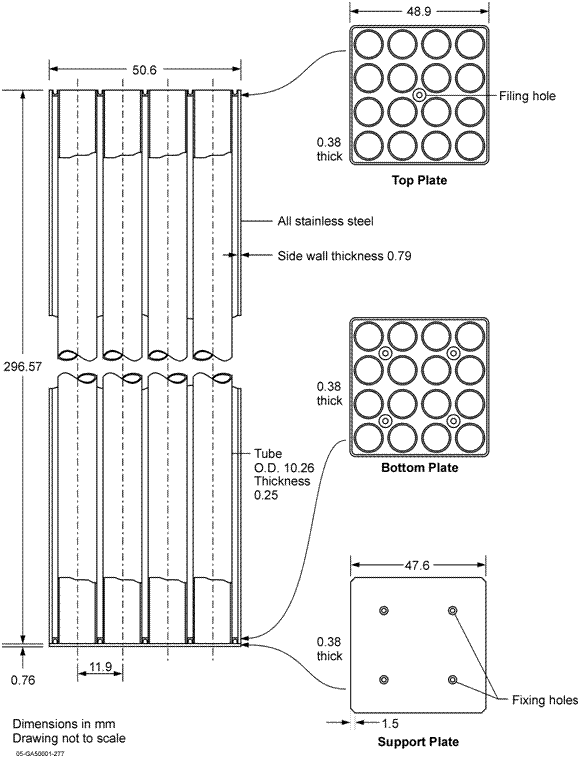 48.9
50.6
Filing hole
0.38
thick
Top Plate
All stainless steel
Side wall thickness 0.79
296.57
0.38
thick
Bottom Plate
Tube
O.D. 10.26
Thickness
0.25
47.6
0.38
thick
11.9
0.76
Fixing holes
1.5
Support Plate
Dimensions in mm
Drawing not to scale
05-GA50001-277